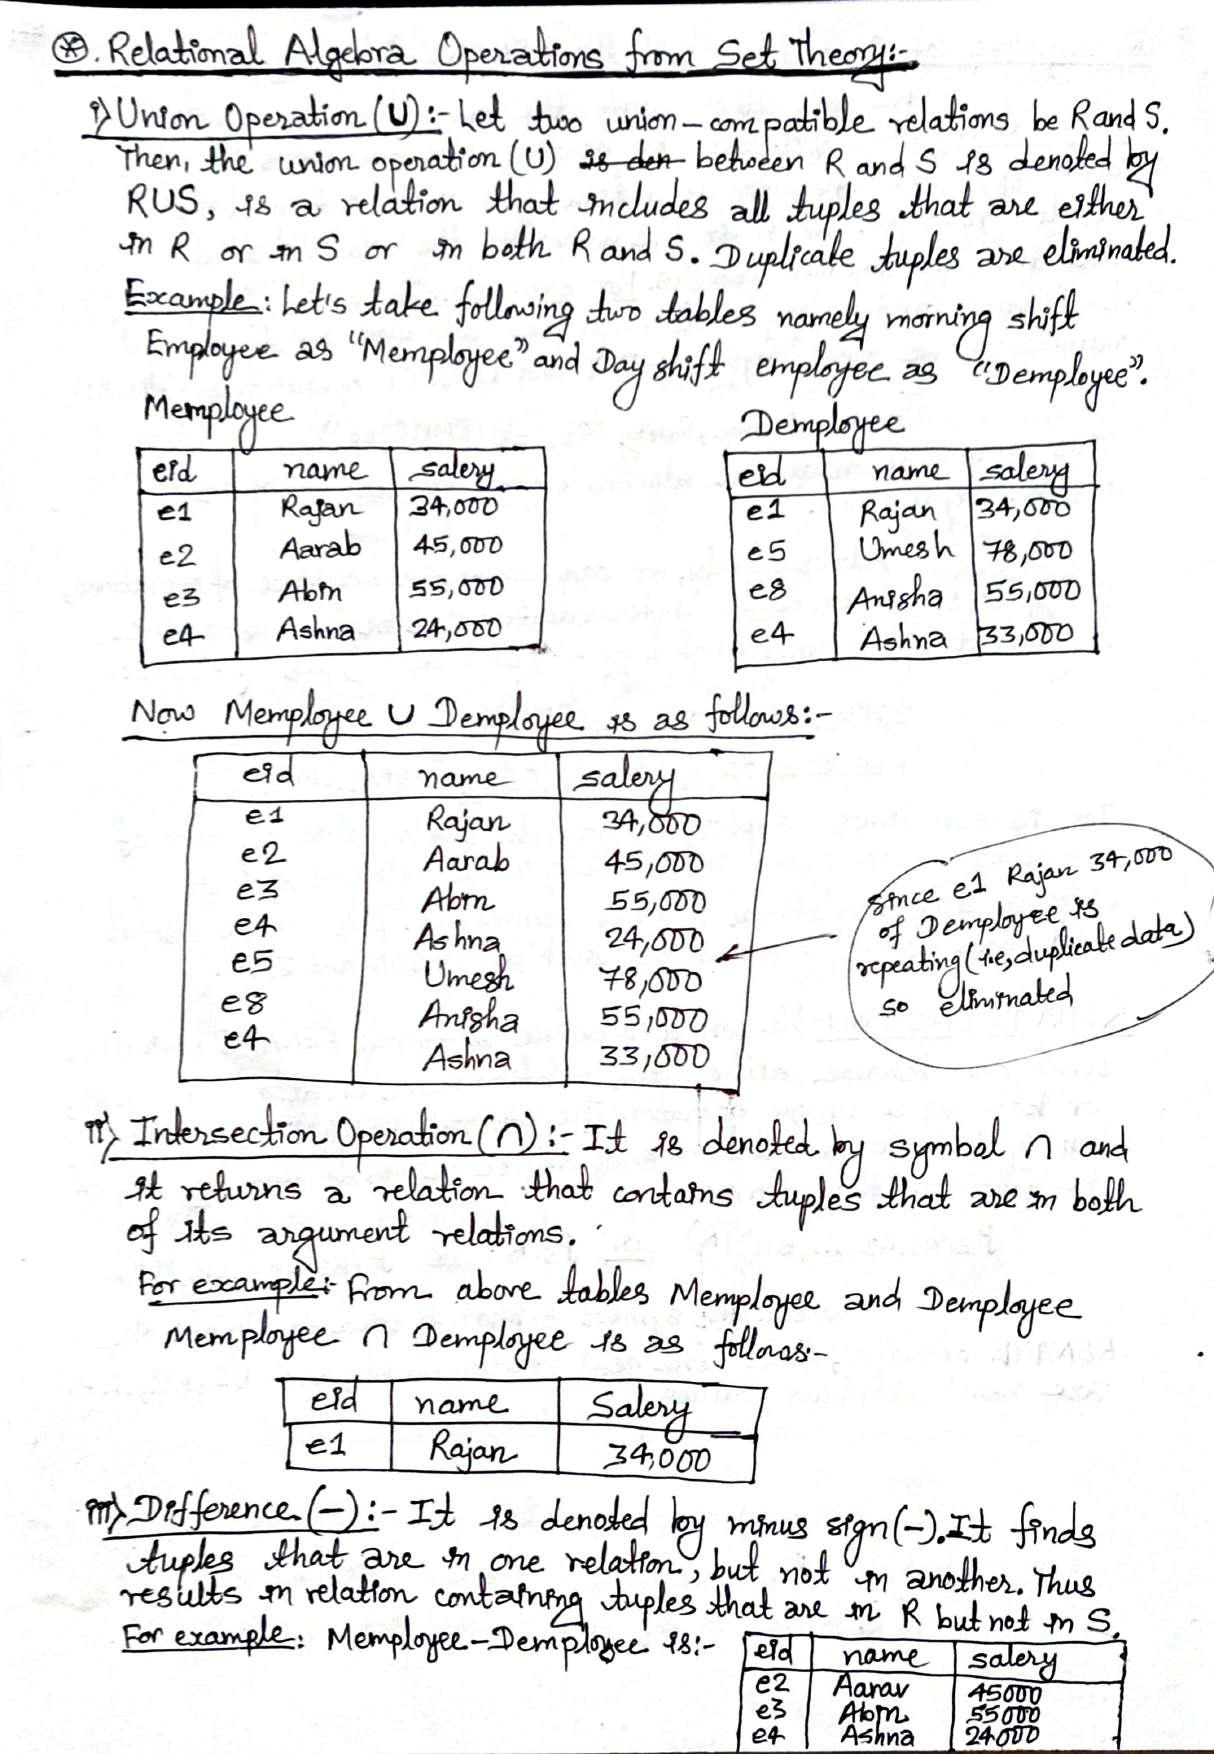 ⊛. Relational Algebra Operations from Set Theory:-
i) Union Operation (U) :- Let two union-compatible relations be R and S.
Then, the union operation (U) is den between R and S is denoted by
RUS, is a relation that includes all tuples that are either
in R or in S or in both R and S. Duplicate tuples are eliminated.
Example: Let's take following two tables namely morning shift
Employee as "Memployee" and Day shift employee as "Demployee".
Memployee
eid name salery
e1 Rajan 34,000
e2 Aarab 45,000
e3 Abin 55,000
e4 Ashna 24,000
Demployee
eid name salery
e1 Rajan 34,000
e5 Umesh 78,000
e8 Anisha 55,000
e4 Ashna 33,000
Now Memployee U Demployee is as follows:-
eid name salery
e1 Rajan 34,000
e2 Aarab 45,000
e3 Abin 55,000
e4 Ashna 24,000
e5 Umesh 78,000
e8 Anisha 55,000
e4 Ashna 33,000
since e1 Rajan 34,000
of Demployee is
repeating (i.e, duplicate data)
so eliminated
ii) Intersection Operation (∩) :- It is denoted by symbol ∩ and
it returns a relation that contains tuples that are in both
of its argument relations.
For example:- From above tables Memployee and Demployee
Memployee ∩ Demployee is as follows:-
eid name Salery
e1 Rajan 34,000
iii) Difference (-) :- It is denoted by minus sign (-). It finds
tuples that are in one relation, but not in another. Thus
results in relation containing tuples that are in R but not in S.
For example: Memployee-Demployee is:-
eid name salery
e2 Aarav 45000
e3 Abin 55000
e4 Ashna 24000